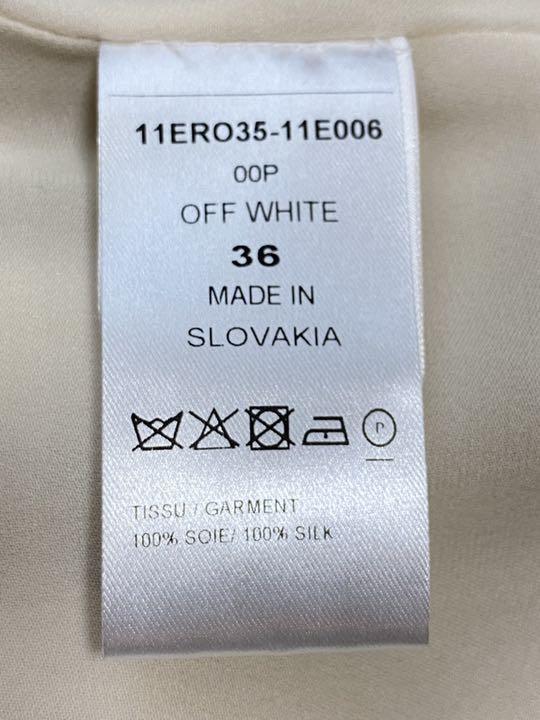 11ERO35-11E006
00P
OFF WHITE
36
MADE IN
SLOVAKIA
P
TISSU / GARMENT
100% SOIE/ 100% SILK